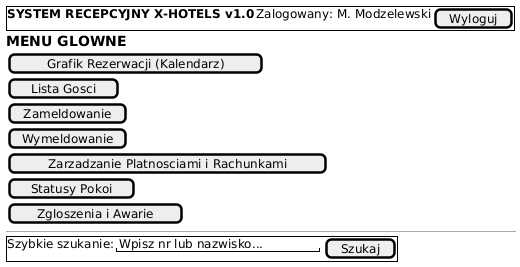 SYSTEM RECEPCYJNY X-HOTELS v1.0 Zalogowany: M. Modzelewski Wyloguj
MENU GLOWNE
Grafik Rezerwacji (Kalendarz)
Lista Gosci
Zameldowanie
Wymeldowanie
Zarzadzanie Platnosciami i Rachunkami
Statusy Pokoi
Zgloszenia i Awarie
Szybkie szukanie: Wpisz nr lub nazwisko... Szukaj